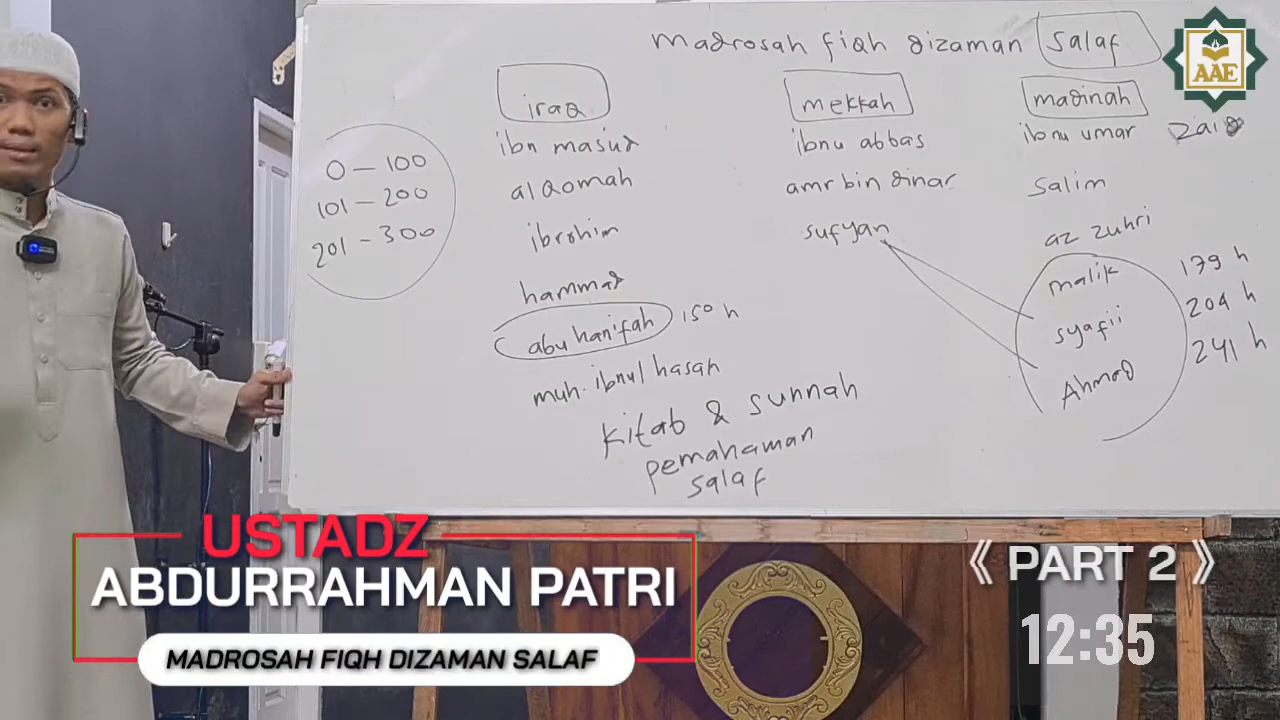 madrosah fiqh dizaman salaf
AAE
0 - 100
101 - 200
201 - 300
iraq
ibn masud
alqomah
ibrohim
hammad
abu hanifah 150 h
muh. ibnul hasan
mekkah
ibnu abbas
amr bin dinar
sufyan
madinah
ibnu umar zaid
salim
az zuhri
malik 179 h
syafii 204 h
Ahmad 241 h
kitab & sunnah
pemahaman
salaf
USTADZ
ABDURRAHMAN PATRI
MADROSAH FIQH DIZAMAN SALAF
《 PART 2 》
12:35